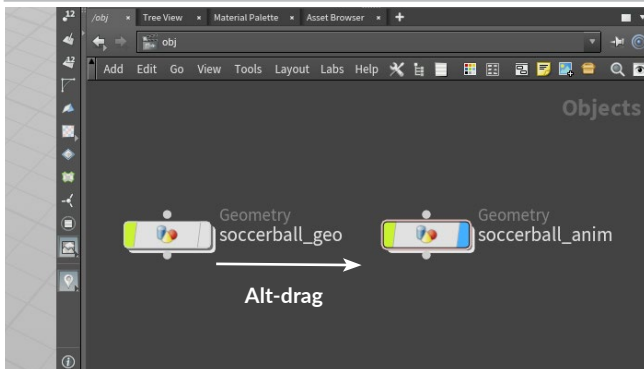 /obj Tree View Material Palette Asset Browser
obj
Add Edit Go View Tools Layout Labs Help
Objects
Geometry
soccerball_geo
Geometry
soccerball_anim
Alt-drag
12